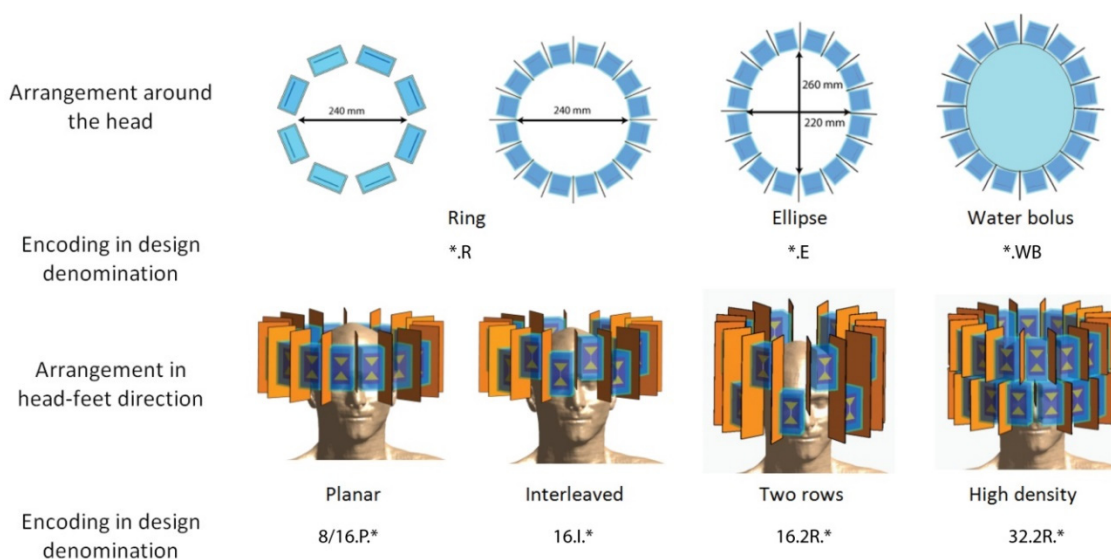 Arrangement around
the head
240 mm
240 mm
260 mm
220 mm
Ring
Ellipse
Water bolus
Encoding in design
denomination
*.R
*.E
*.WB
Arrangement in
head-feet direction
Planar
Interleaved
Two rows
High density
Encoding in design
denomination
8/16.P.*
16.I.*
16.2R.*
32.2R.*